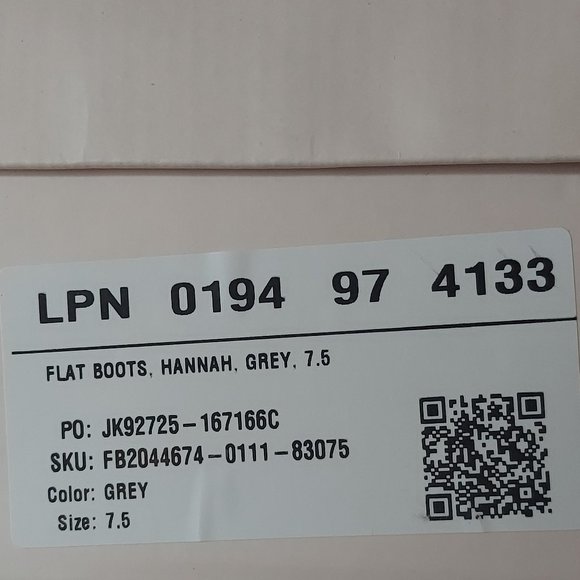 LPN 0194 97 4133
FLAT BOOTS, HANNAH, GREY, 7.5
PO: JK92725-167166C
SKU: FB2044674-0111-83075
Color: GREY
Size: 7.5